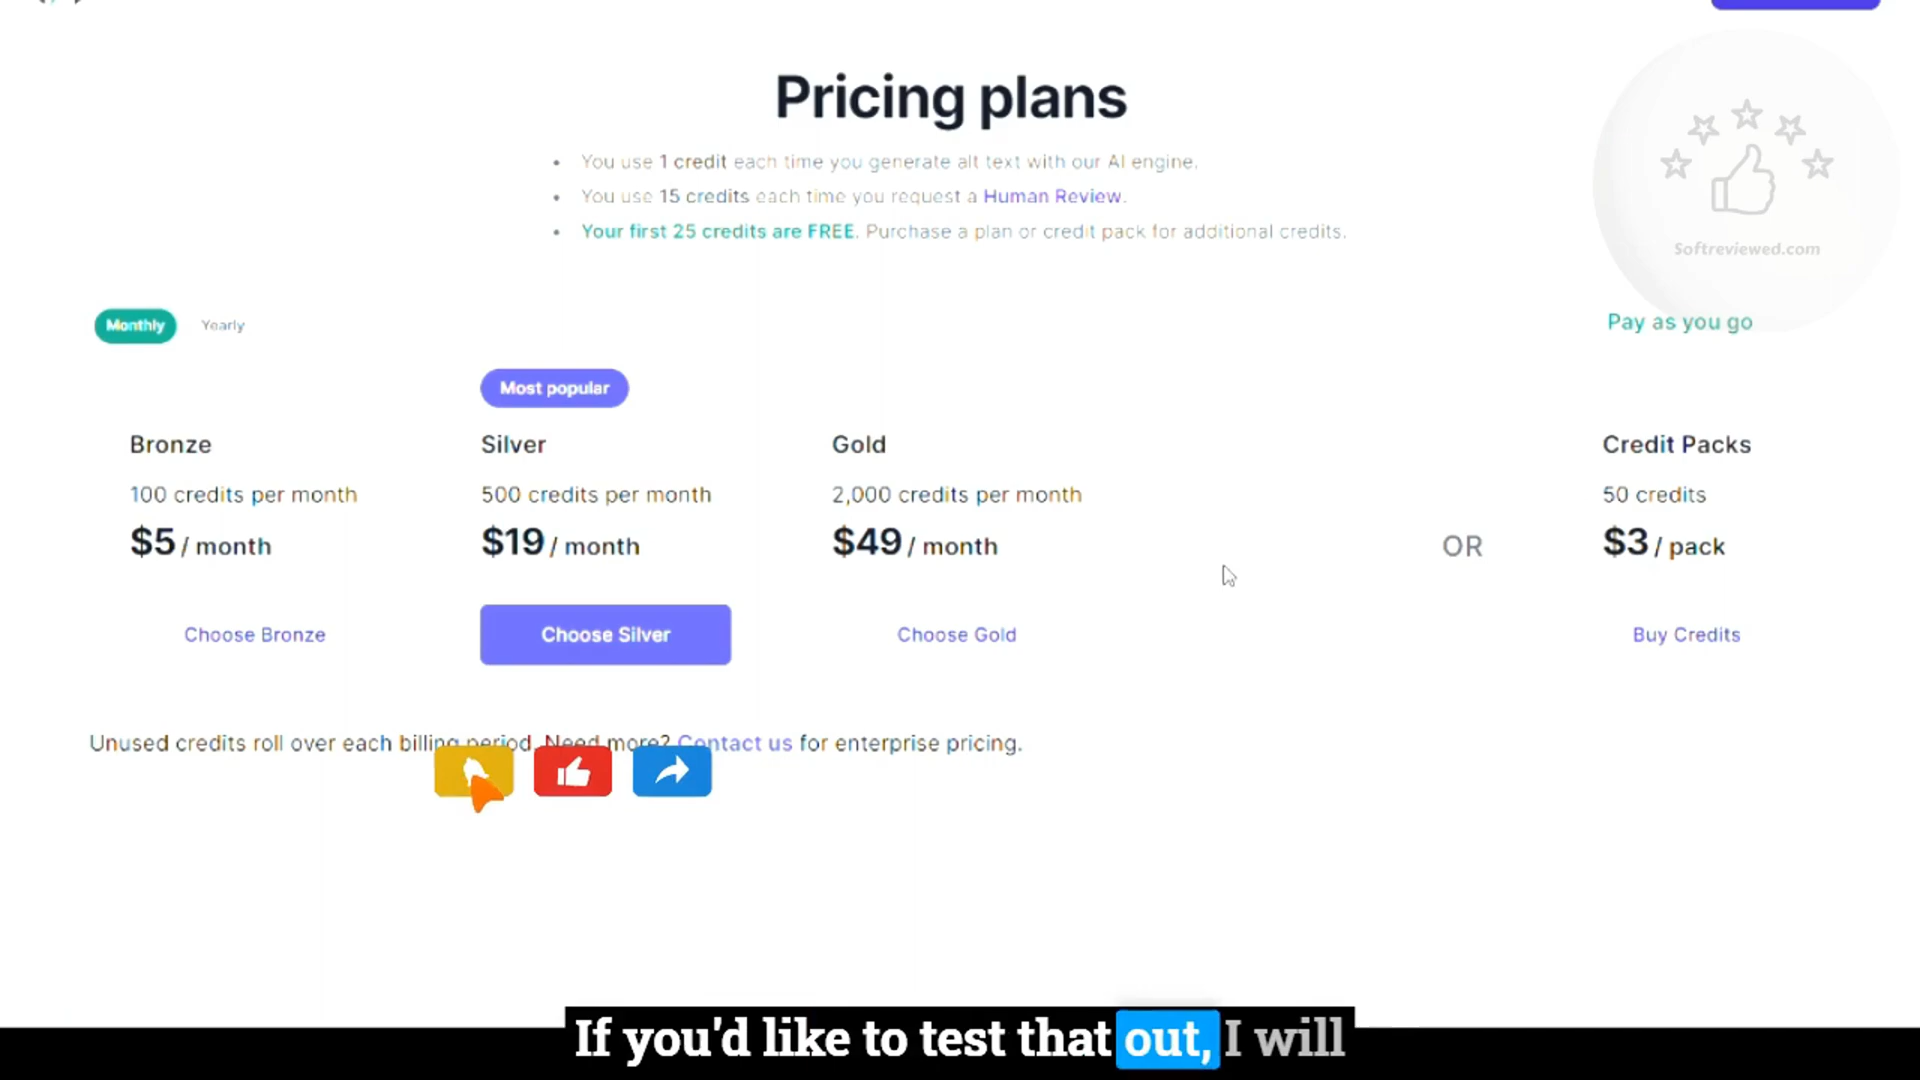 Pricing plans
You use 1 credit each time you generate alt text with our AI engine.
You use 15 credits each time you request a Human Review.
Your first 25 credits are FREE. Purchase a plan or credit pack for additional credits.
Softreviewed.com
Monthly
Yearly
Pay as you go
Most popular
Bronze
Silver
Gold
Credit Packs
100 credits per month
500 credits per month
2,000 credits per month
50 credits
$5 / month
$19 / month
$49 / month
OR
$3 / pack
Choose Bronze
Choose Silver
Choose Gold
Buy Credits
Unused credits roll over each billing period. Need more? Contact us for enterprise pricing.
If you'd like to test that out, I will